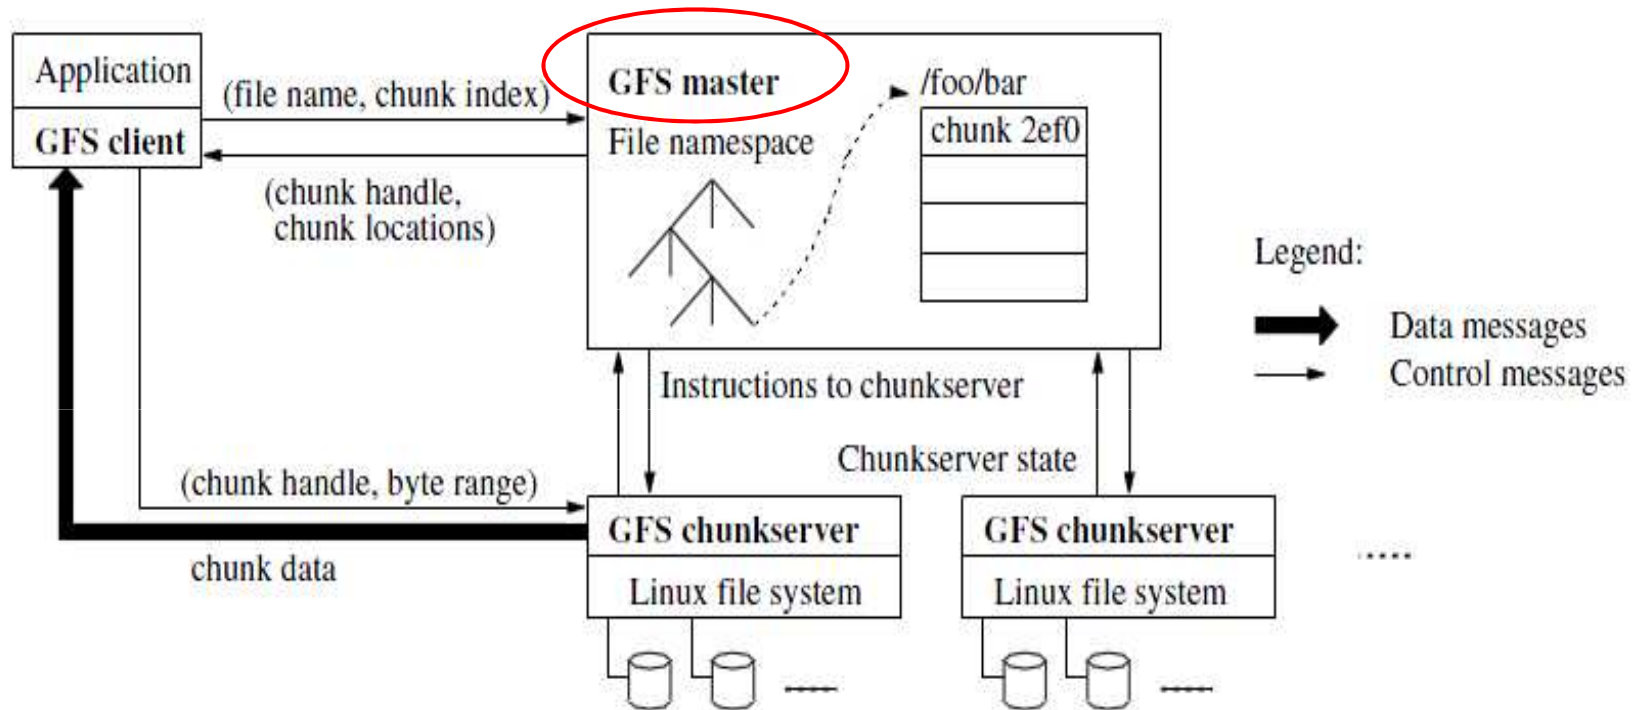 Application
GFS client
(file name, chunk index)
(chunk handle,
chunk locations)
GFS master
File namespace
/foo/bar
chunk 2ef0
Legend:
Data messages
Control messages
Instructions to chunkserver
Chunkserver state
(chunk handle, byte range)
chunk data
GFS chunkserver
Linux file system
GFS chunkserver
Linux file system